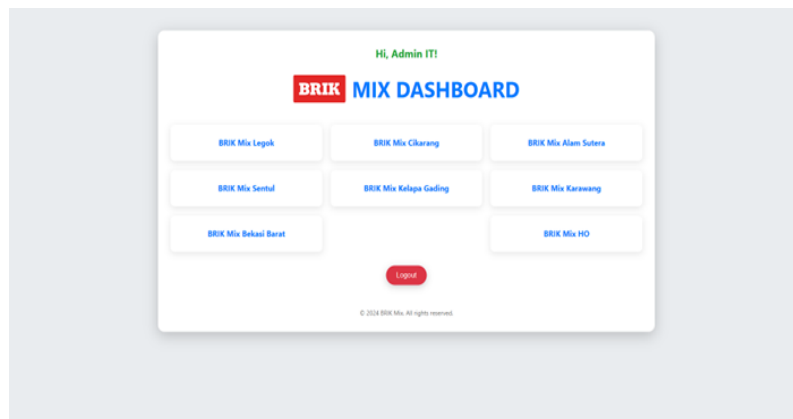 Hi, Admin IT!
BRIK MIX DASHBOARD
BRIK Mix Legok
BRIK Mix Cikarang
BRIK Mix Alam Sutera
BRIK Mix Sentul
BRIK Mix Kelapa Gading
BRIK Mix Karawang
BRIK Mix Bekasi Barat
BRIK Mix HO
Logout
© 2024 BRIK Mix. All rights reserved.